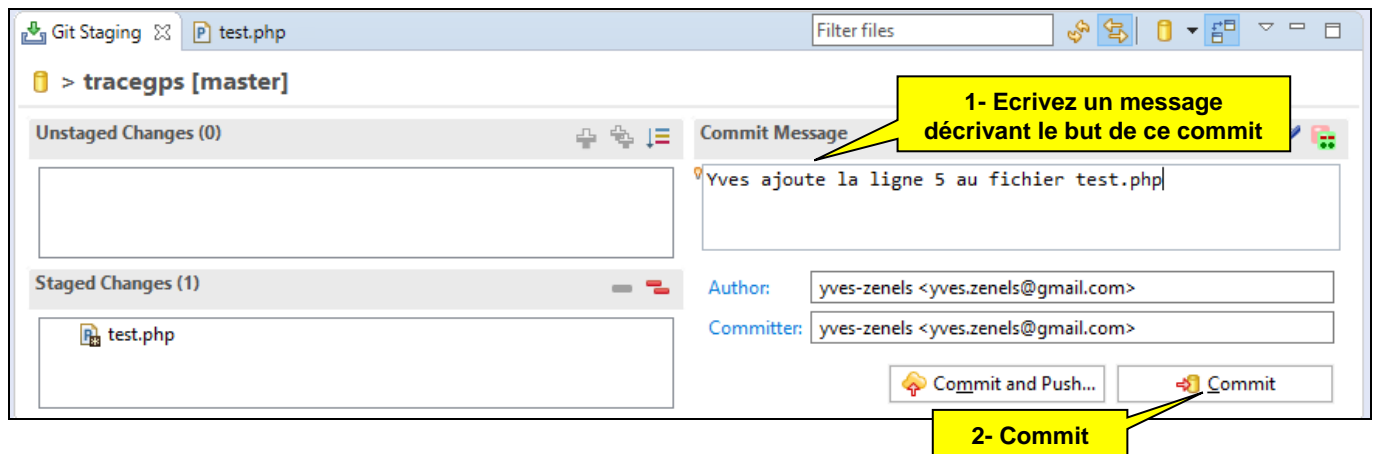 Git Staging test.php Filter files
> tracegps [master]
1- Ecrivez un message
décrivant le but de ce commit
Unstaged Changes (0)
Commit Message
Yves ajoute la ligne 5 au fichier test.php
Staged Changes (1)
test.php
Author: yves-zenels <yves.zenels@gmail.com>
Committer: yves-zenels <yves.zenels@gmail.com>
Commit and Push... Commit
2- Commit